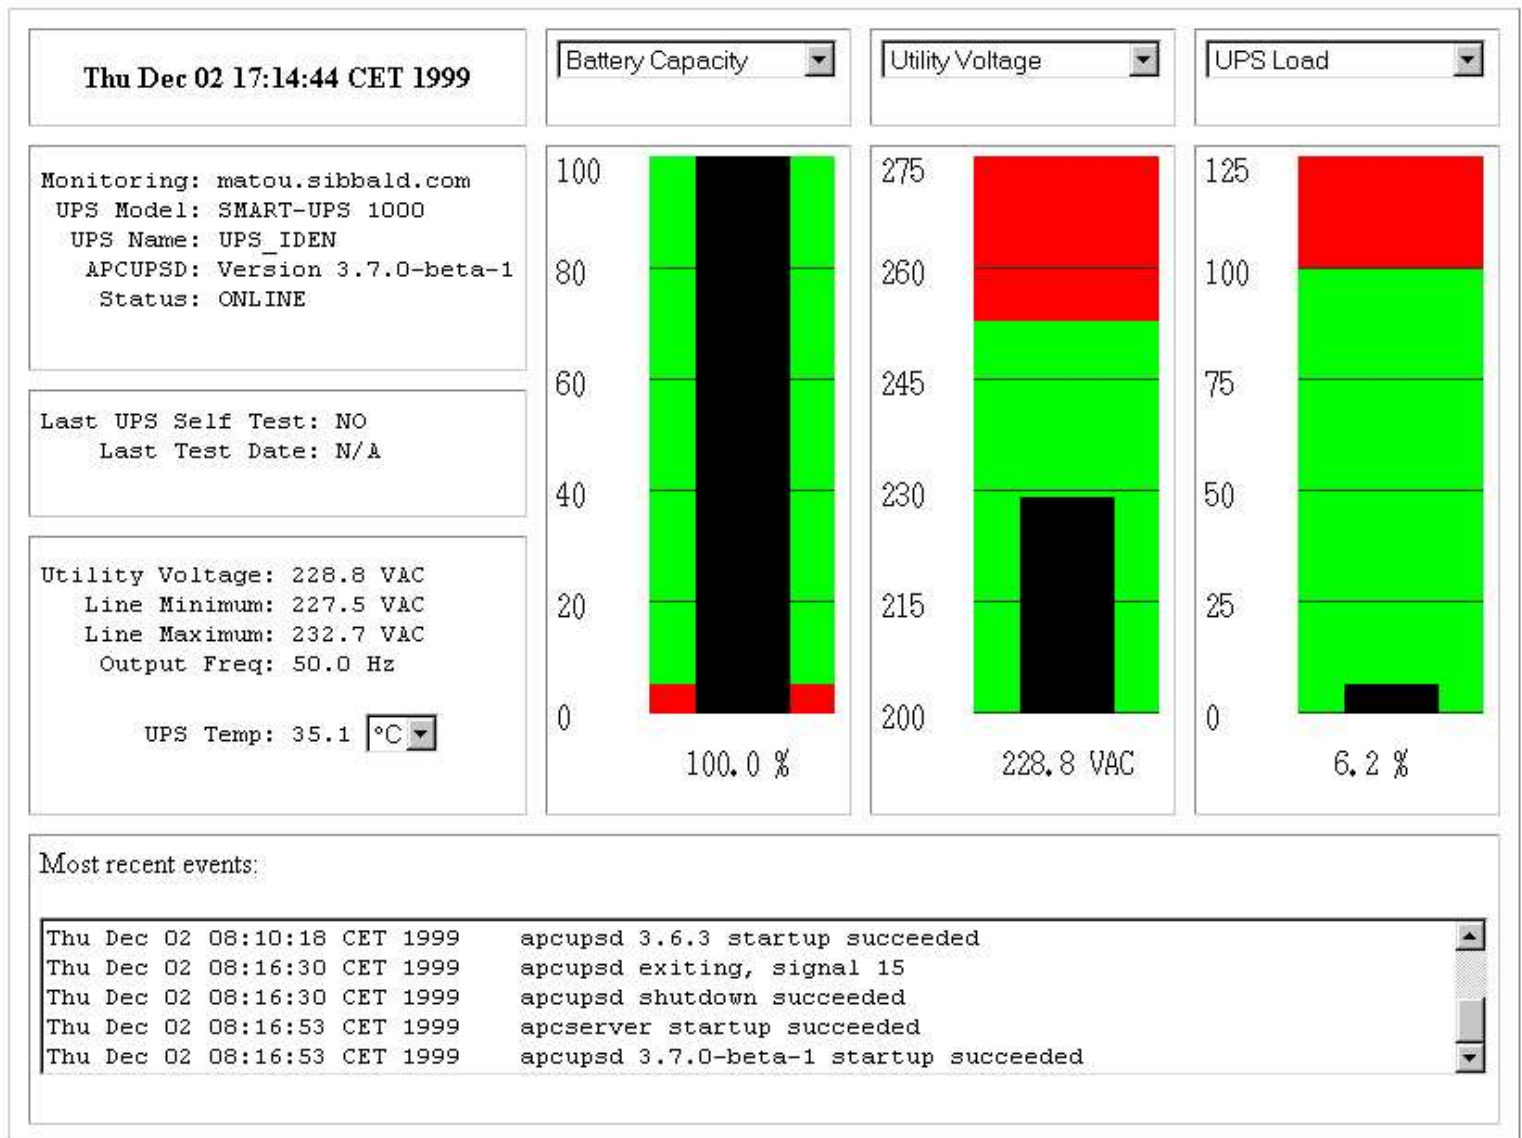 Thu Dec 02 17:14:44 CET 1999
Battery Capacity
Utility Voltage
UPS Load
Monitoring: matou.sibbald.com
UPS Model: SMART-UPS 1000
UPS Name: UPS_IDEN
APCUPSD: Version 3.7.0-beta-1
Status: ONLINE
Last UPS Self Test: NO
Last Test Date: N/A
Utility Voltage: 228.8 VAC
Line Minimum: 227.5 VAC
Line Maximum: 232.7 VAC
Output Freq: 50.0 Hz
UPS Temp: 35.1 °C
100
80
60
40
20
0
100.0 %
275
260
245
230
215
200
228.8 VAC
125
100
75
50
25
0
6.2 %
Most recent events:
Thu Dec 02 08:10:18 CET 1999 apcupsd 3.6.3 startup succeeded
Thu Dec 02 08:16:30 CET 1999 apcupsd exiting, signal 15
Thu Dec 02 08:16:30 CET 1999 apcupsd shutdown succeeded
Thu Dec 02 08:16:53 CET 1999 apcserver startup succeeded
Thu Dec 02 08:16:53 CET 1999 apcupsd 3.7.0-beta-1 startup succeeded